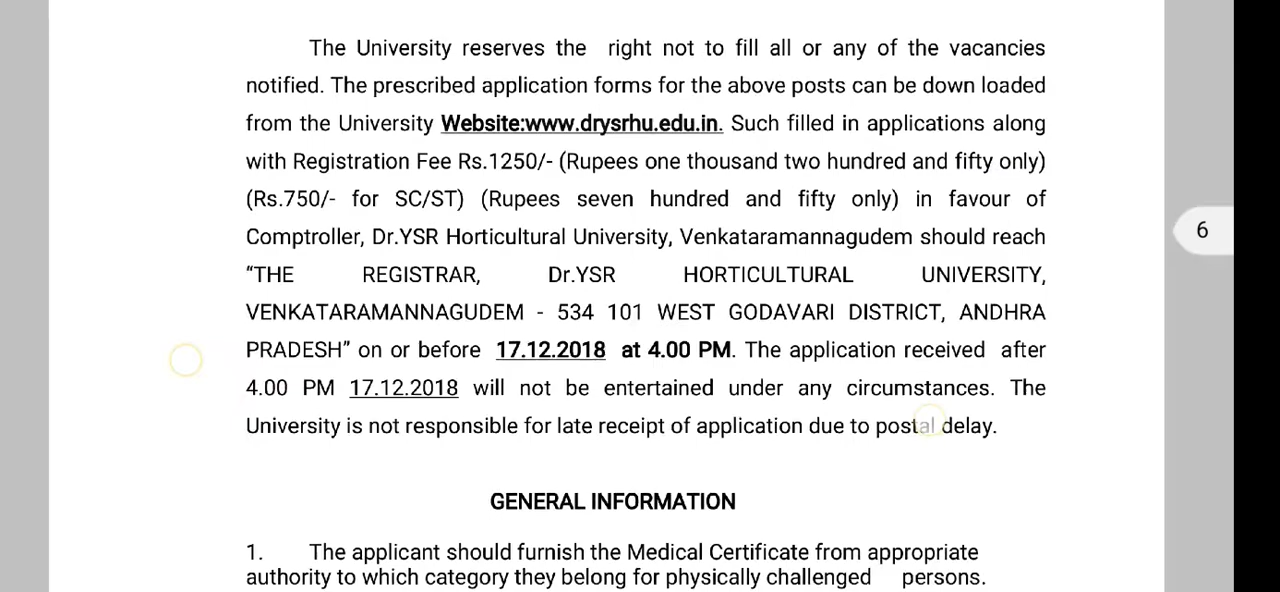 The University reserves the right not to fill all or any of the vacancies
notified. The prescribed application forms for the above posts can be down loaded
from the University Website:www.drysrhu.edu.in. Such filled in applications along
with Registration Fee Rs.1250/- (Rupees one thousand two hundred and fifty only)
(Rs.750/- for SC/ST) (Rupees seven hundred and fifty only) in favour of
Comptroller, Dr.YSR Horticultural University, Venkataramannagudem should reach
“THE REGISTRAR, Dr.YSR HORTICULTURAL UNIVERSITY,
VENKATARAMANNAGUDEM - 534 101 WEST GODAVARI DISTRICT, ANDHRA
PRADESH” on or before 17.12.2018 at 4.00 PM. The application received after
4.00 PM 17.12.2018 will not be entertained under any circumstances. The
University is not responsible for late receipt of application due to postal delay.
GENERAL INFORMATION
1. The applicant should furnish the Medical Certificate from appropriate
authority to which category they belong for physically challenged persons.
6